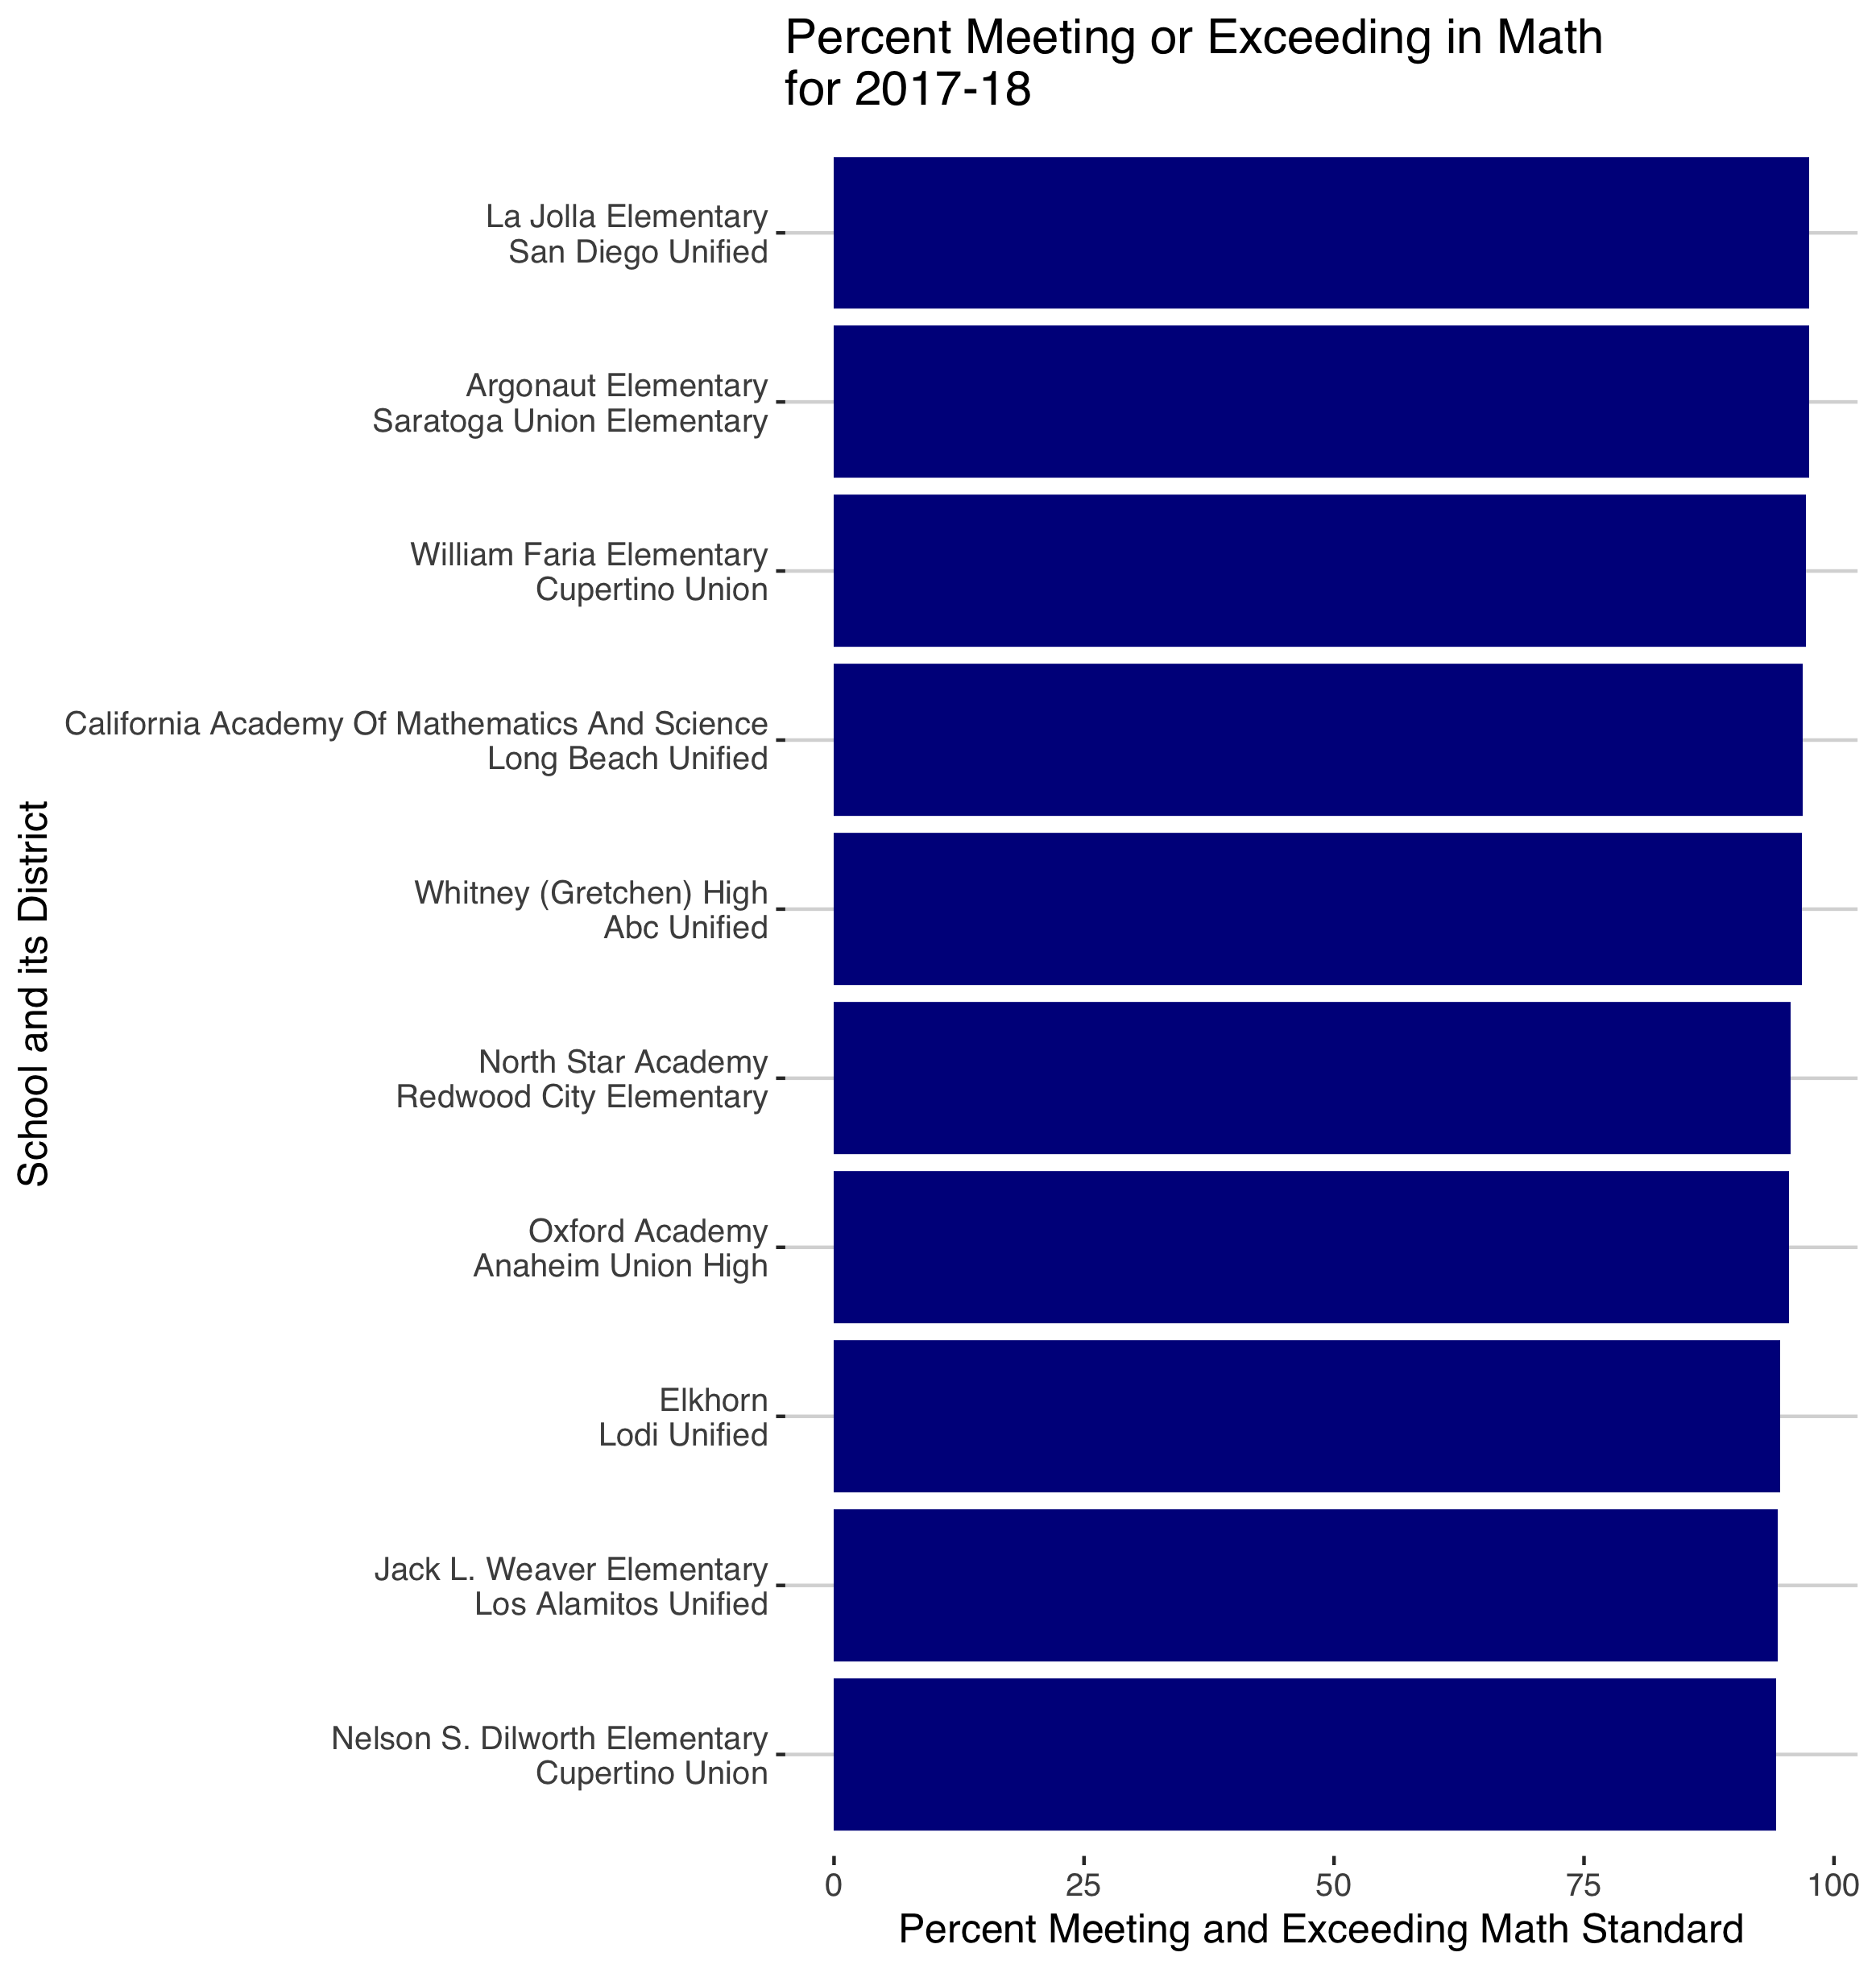 Percent Meeting or Exceeding in Math
for 2017-18
School and its District
La Jolla Elementary
San Diego Unified
Argonaut Elementary
Saratoga Union Elementary
William Faria Elementary
Cupertino Union
California Academy Of Mathematics And Science
Long Beach Unified
Whitney (Gretchen) High
Abc Unified
North Star Academy
Redwood City Elementary
Oxford Academy
Anaheim Union High
Elkhorn
Lodi Unified
Jack L. Weaver Elementary
Los Alamitos Unified
Nelson S. Dilworth Elementary
Cupertino Union
0 25 50 75 100
Percent Meeting and Exceeding Math Standard